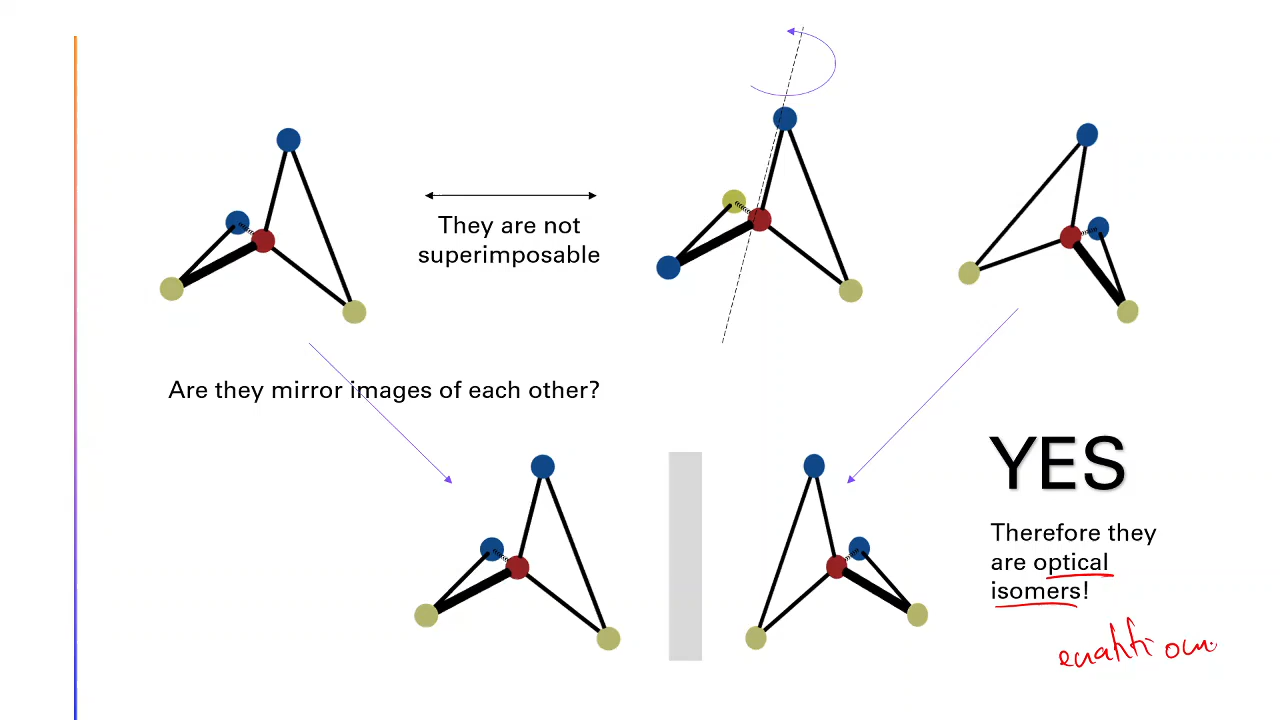 They are not
superimposable
Are they mirror images of each other?
YES
Therefore they
are optical
isomers!